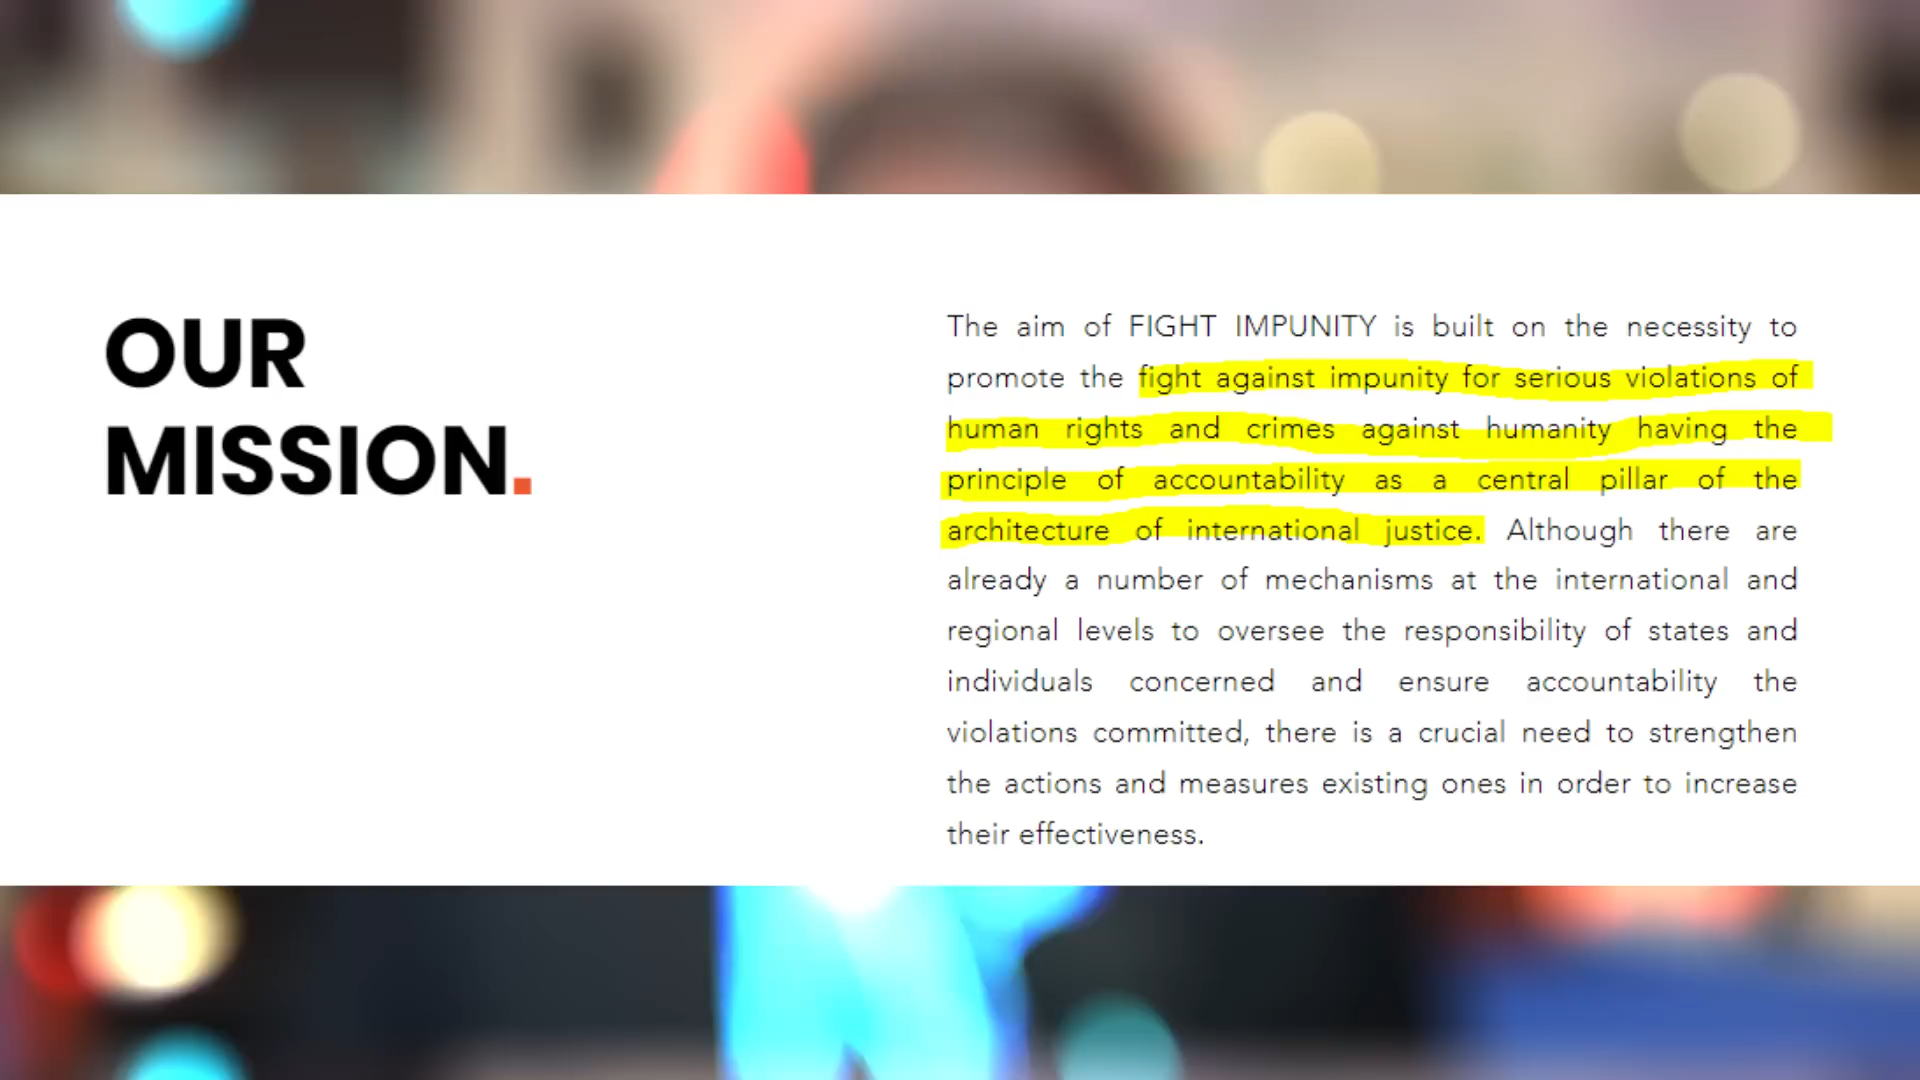 OUR
MISSION.
The aim of FIGHT IMPUNITY is built on the necessity to
promote the fight against impunity for serious violations of
human rights and crimes against humanity having the
principle of accountability as a central pillar of the
architecture of international justice. Although there are
already a number of mechanisms at the international and
regional levels to oversee the responsibility of states and
individuals concerned and ensure accountability the
violations committed, there is a crucial need to strengthen
the actions and measures existing ones in order to increase
their effectiveness.